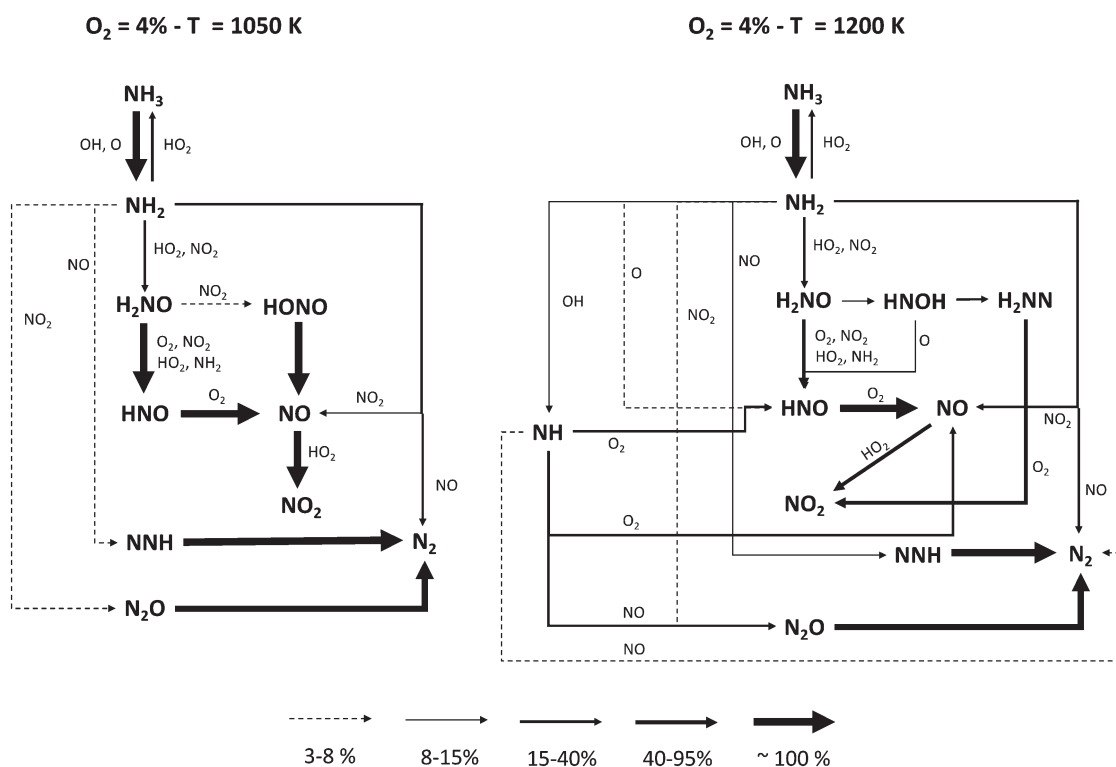 O₂ = 4% - T = 1050 K
NH₃
OH, O
HO₂
NH₂
HO₂, NO₂
NO
NO₂
H₂NO
NO₂
HONO
O₂, NO₂
HO₂, NH₂
HNO
O₂
NO
NO₂
HO₂
NO₂
NO
NNH
N₂
N₂O
O₂ = 4% - T = 1200 K
NH₃
OH, O
HO₂
NH₂
HO₂, NO₂
NO
O
OH
NO₂
H₂NO
HNOH
H₂NN
O₂, NO₂
HO₂, NH₂
O
HNO
O₂
NO
NO₂
NH
O₂
HO₂
O₂
NO
NO₂
O₂
NNH
N₂
NO
N₂O
NO
3-8 %
8-15%
15-40%
40-95%
~ 100 %